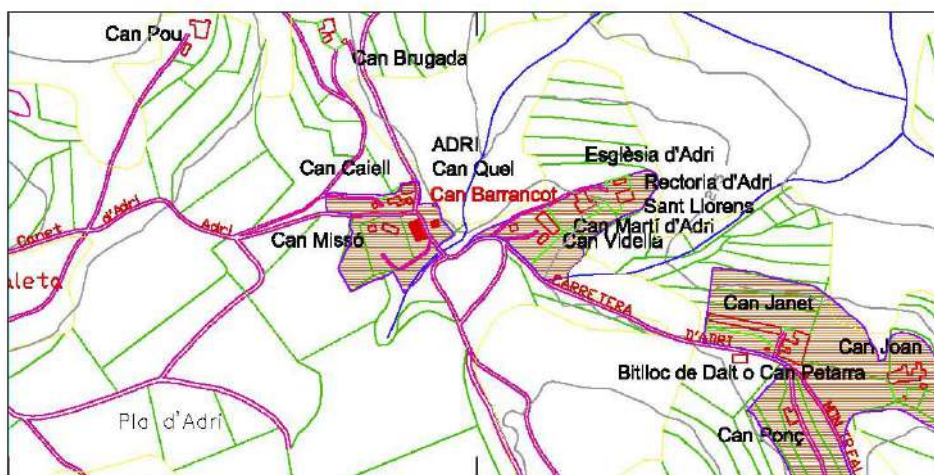 Can Pou
Can Brugada
ADRI
Can Quel
Esglèsia d'Adri
Can Caiell
Can Barrancot
Rectoria d'Adri
Sant Llorens
Canet d'Adri
Adri
Can Missó
Can Martí d'Adri
Can Vidella
aleta
CARRETERA D'ADRI
Can Janet
Can Joan
Bitlloc de Dalt o Can Petarra
Pla d'Adri
Can Ponç
MONTREAL